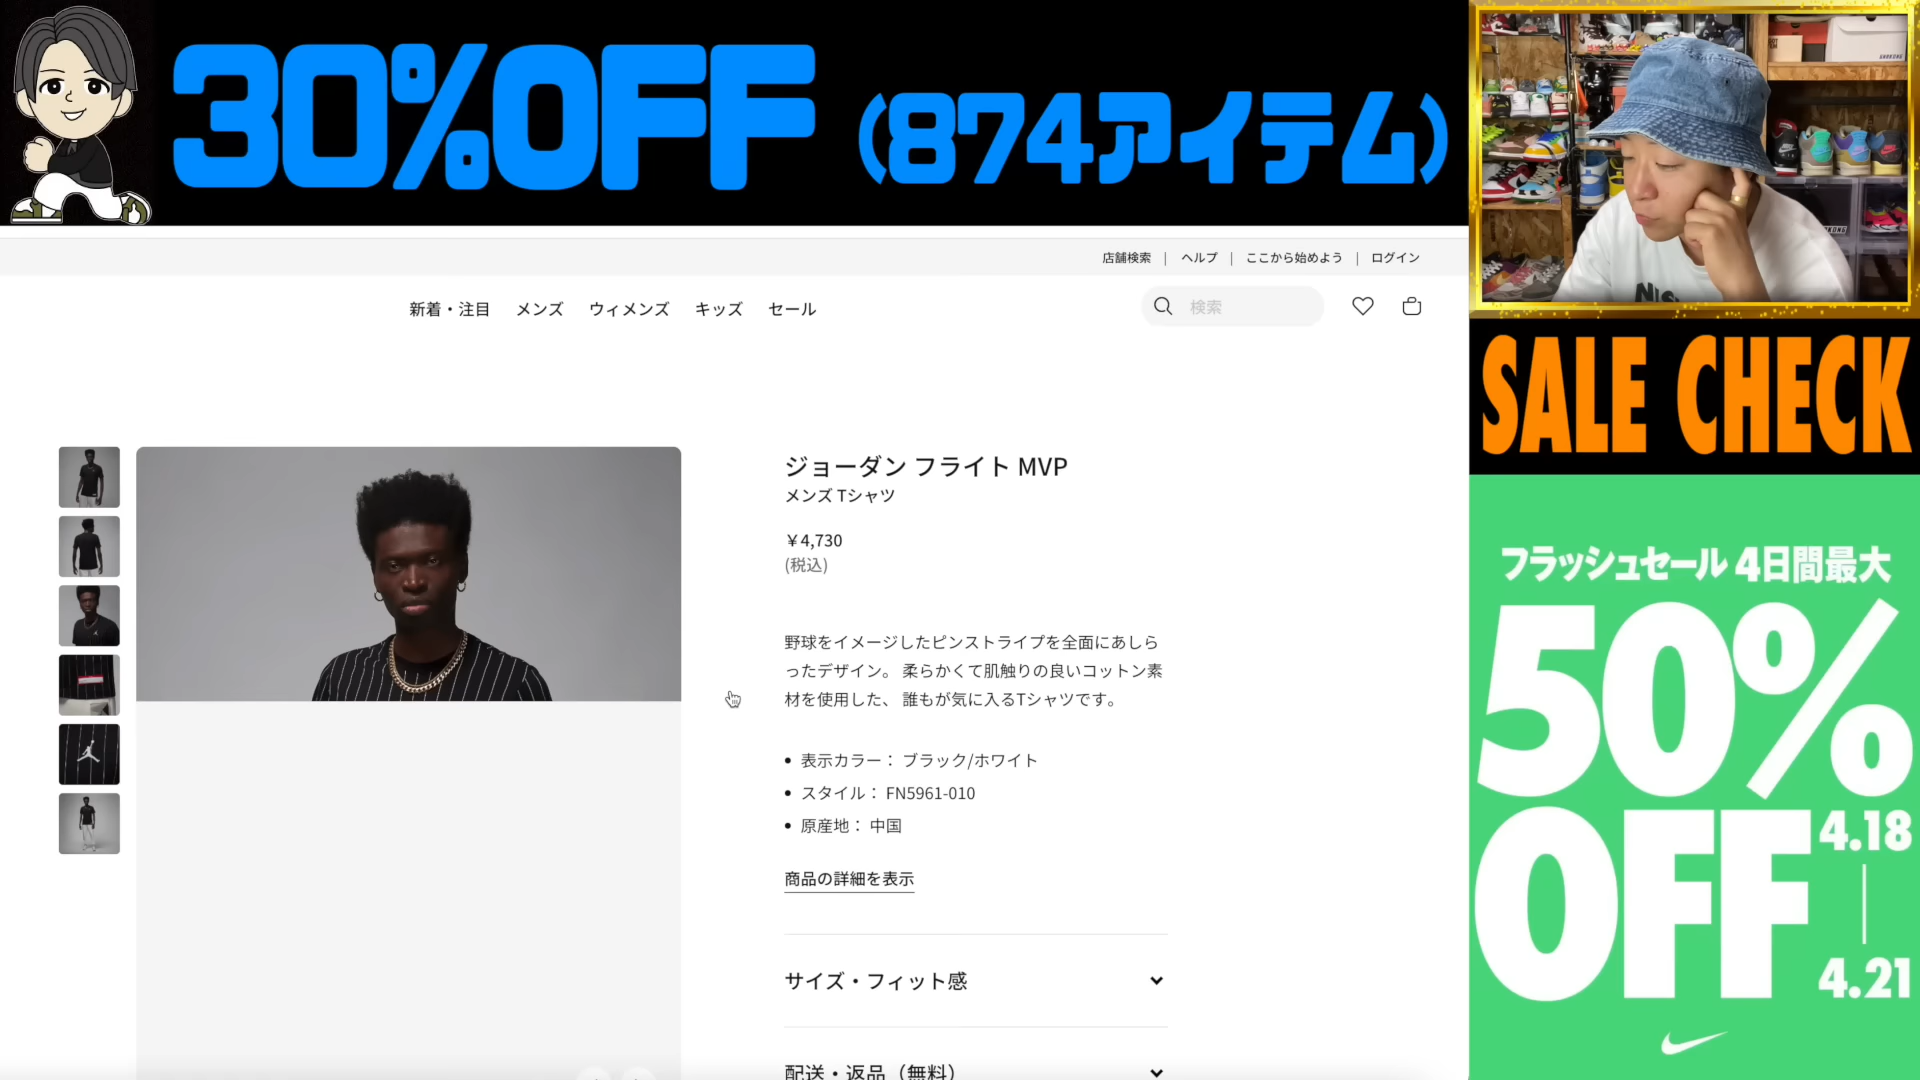 30%OFF (874アイテム)
店舗検索 | ヘルプ | ここから始めよう | ログイン
新着・注目 メンズ ウィメンズ キッズ セール
検索
ジョーダン フライト MVP
メンズ Tシャツ
¥4,730
(税込)
野球をイメージしたピンストライプを全面にあしら
ったデザイン。 柔らかくて肌触りの良いコットン素
材を使用した、 誰もが気に入るTシャツです。
• 表示カラー： ブラック/ホワイト
• スタイル： FN5961-010
• 原産地： 中国
商品の詳細を表示
サイズ・フィット感
配送・返品（無料）
SALE CHECK
フラッシュセール 4日間最大
50%
OFF
4.18
4.21